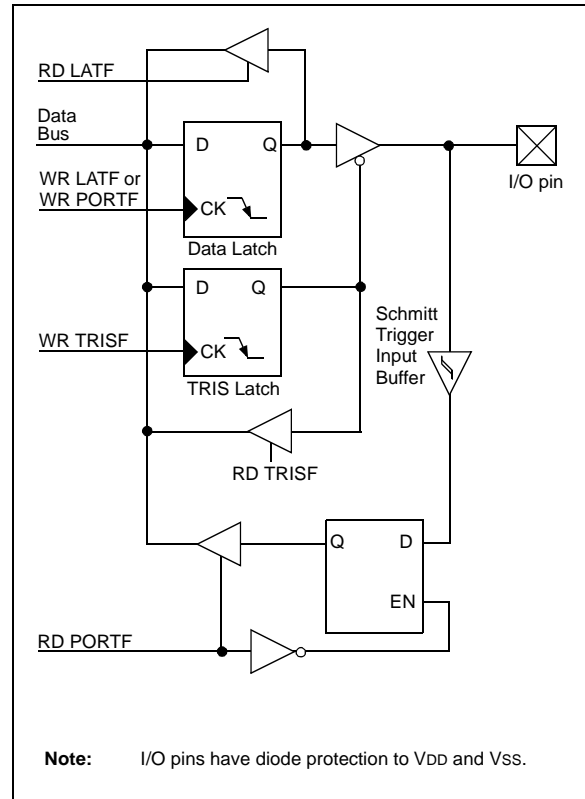 RD LATF
Data
Bus
D Q
WR LATF or
WR PORTF
CK
Data Latch
I/O pin
D Q
WR TRISF
CK
TRIS Latch
Schmitt
Trigger
Input
Buffer
RD TRISF
Q D
EN
RD PORTF
Note: I/O pins have diode protection to VDD and VSS.